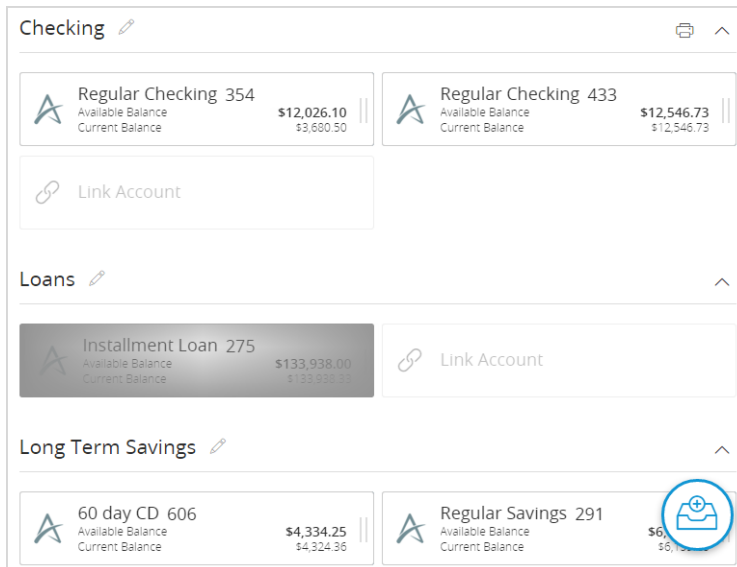 Checking
Regular Checking 354
Available Balance $12,026.10
Current Balance $3,680.50
Regular Checking 433
Available Balance $12,546.73
Current Balance $12,546.73
Link Account
Loans
Installment Loan 275
Available Balance $133,938.00
Current Balance $133,938.33
Link Account
Long Term Savings
60 day CD 606
Available Balance $4,334.25
Current Balance $4,324.36
Regular Savings 291
Available Balance
Current Balance